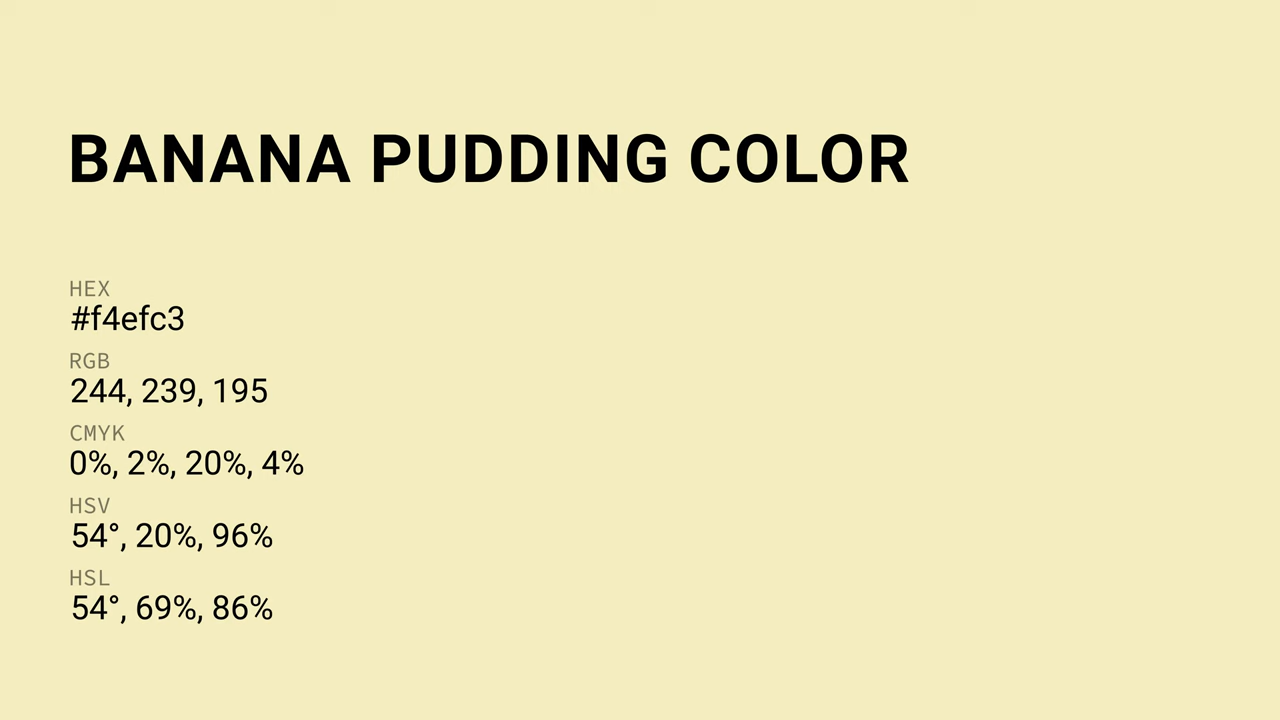 BANANA PUDDING COLOR
HEX
#f4efc3
RGB
244, 239, 195
CMYK
0%, 2%, 20%, 4%
HSV
54°, 20%, 96%
HSL
54°, 69%, 86%